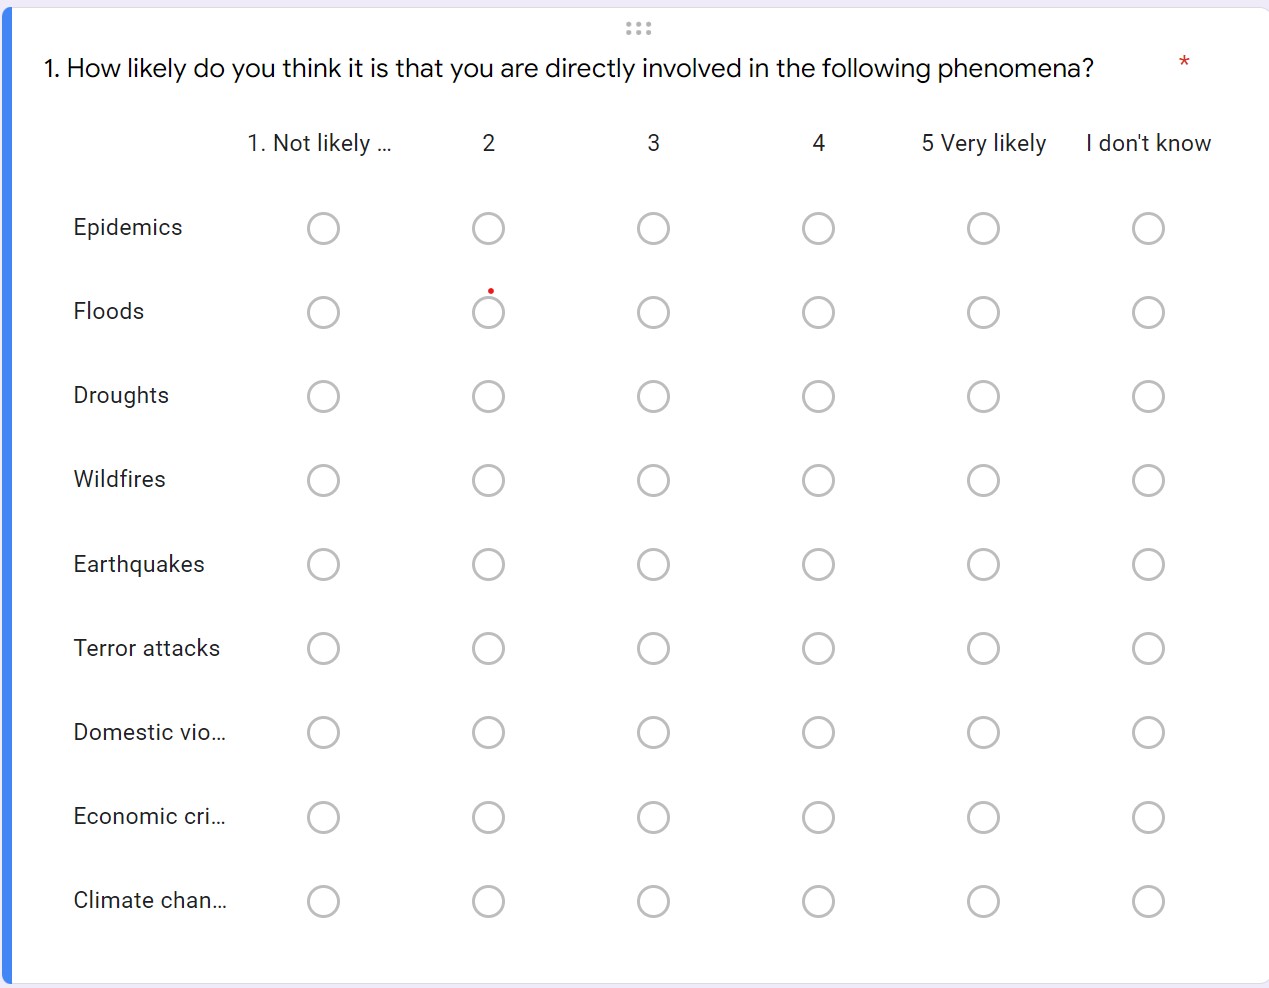 1. How likely do you think it is that you are directly involved in the following phenomena? *
1. Not likely ... 2 3 4 5 Very likely I don't know
Epidemics
Floods
Droughts
Wildfires
Earthquakes
Terror attacks
Domestic vio...
Economic cri...
Climate chan...